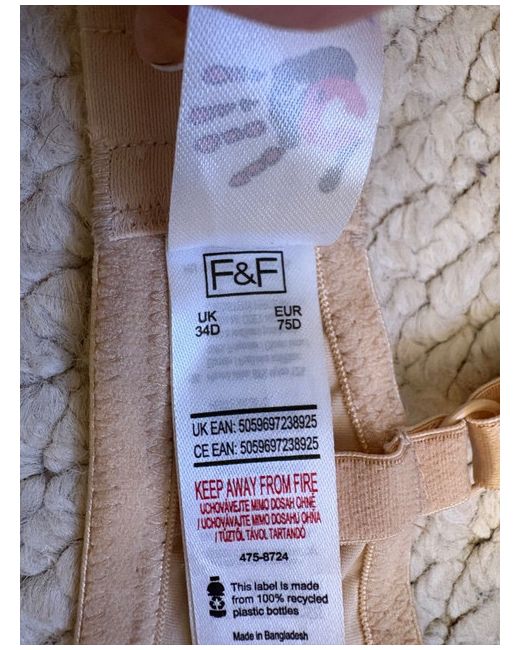 F&F
UK EUR
34D 75D
UK EAN: 5059697238925
CE EAN: 5059697238925
KEEP AWAY FROM FIRE
UCHOVÁVEJTE MIMO DOSAH OHNĚ
/ UCHOVÁVAJTE MIMO DOSAHU OHŇA
/ TŰZTŐL TÁVOL TARTANDÓ
475-8724
This label is made
from 100% recycled
plastic bottles
Made in Bangladesh